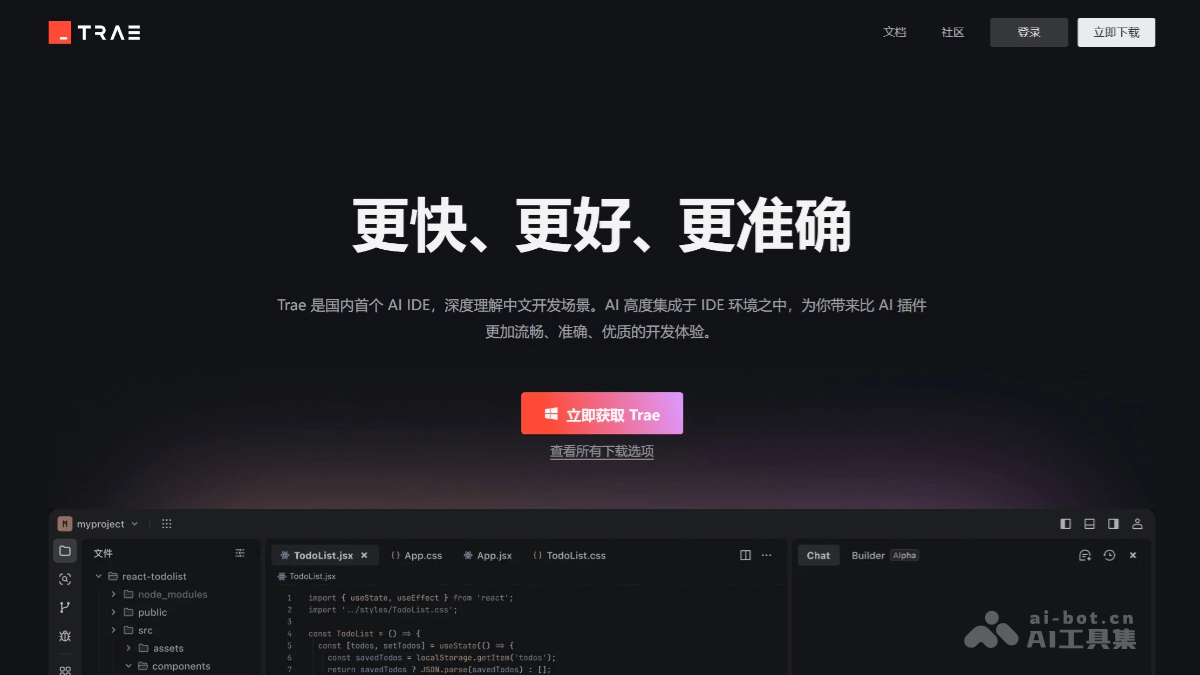 TRAE
文档 社区 登录 立即下载
更快、更好、更准确
Trae 是国内首个 AI IDE，深度理解中文开发场景。AI 高度集成于 IDE 环境之中，为你带来比 AI 插件
更加流畅、准确、优质的开发体验。
立即获取 Trae
查看所有下载选项
M myproject
文件
TodoList.jsx App.css App.jsx TodoList.css
Chat Builder Alpha
react-todolist
node_modules
public
src
assets
components
TodoList.jsx
1 import { useState, useEffect } from 'react';
2 import '../styles/TodoList.css';
3
4 const TodoList = () => {
5 const [todos, setTodos] = useState(() => {
6 const savedTodos = localStorage.getItem('todos');
7 return savedTodos ? JSON.parse(savedTodos) : [];
ai-bot.cn
AI工具集